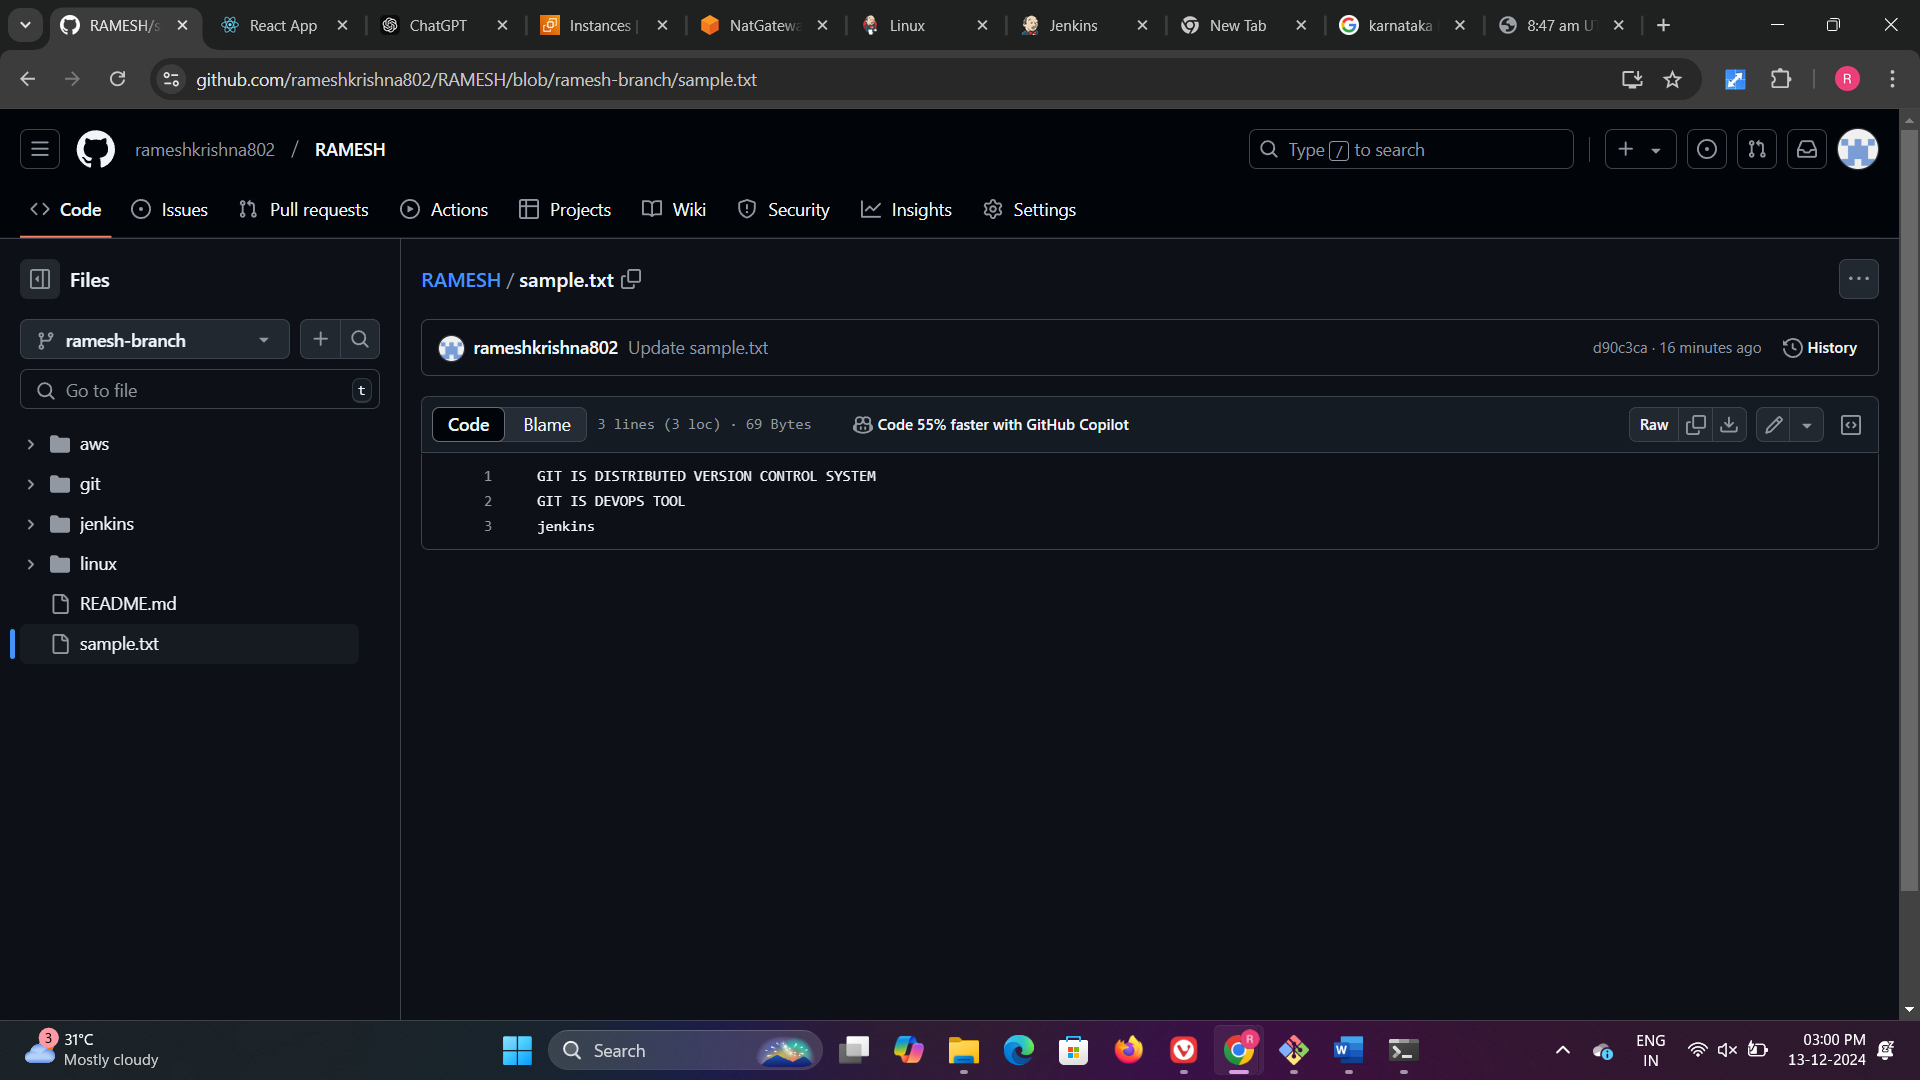 RAMESH/s
React App
ChatGPT
Instances |
NatGatewa
Linux
Jenkins
New Tab
karnataka
8:47 am U
github.com/rameshkrishna802/RAMESH/blob/ramesh-branch/sample.txt
R
rameshkrishna802 / RAMESH
Type / to search
Code
Issues
Pull requests
Actions
Projects
Wiki
Security
Insights
Settings
Files
ramesh-branch
Go to file
t
aws
git
jenkins
linux
README.md
sample.txt
RAMESH / sample.txt
rameshkrishna802 Update sample.txt
d90c3ca · 16 minutes ago
History
Code
Blame
3 lines (3 loc) · 69 Bytes
Code 55% faster with GitHub Copilot
Raw
1 GIT IS DISTRIBUTED VERSION CONTROL SYSTEM
2 GIT IS DEVOPS TOOL
3 jenkins
3
31°C
Mostly cloudy
Search
R
ENG
IN
03:00 PM
13-12-2024